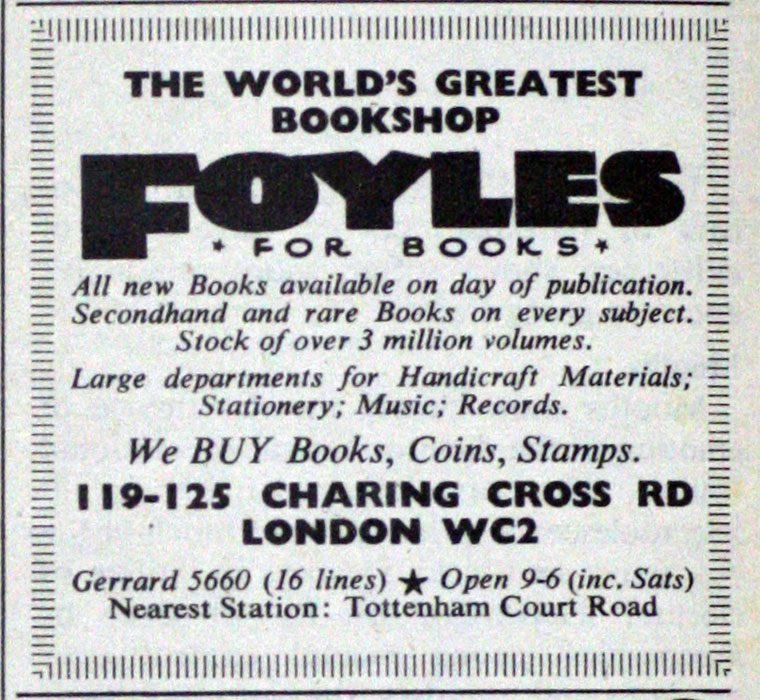 THE WORLD'S GREATEST
BOOKSHOP
FOYLES
* FOR BOOKS *
All new Books available on day of publication.
Secondhand and rare Books on every subject.
Stock of over 3 million volumes.
Large departments for Handicraft Materials;
Stationery; Music; Records.
We BUY Books, Coins, Stamps.
119-125 CHARING CROSS RD
LONDON WC2
Gerrard 5660 (16 lines) ★ Open 9-6 (inc. Sats)
Nearest Station: Tottenham Court Road